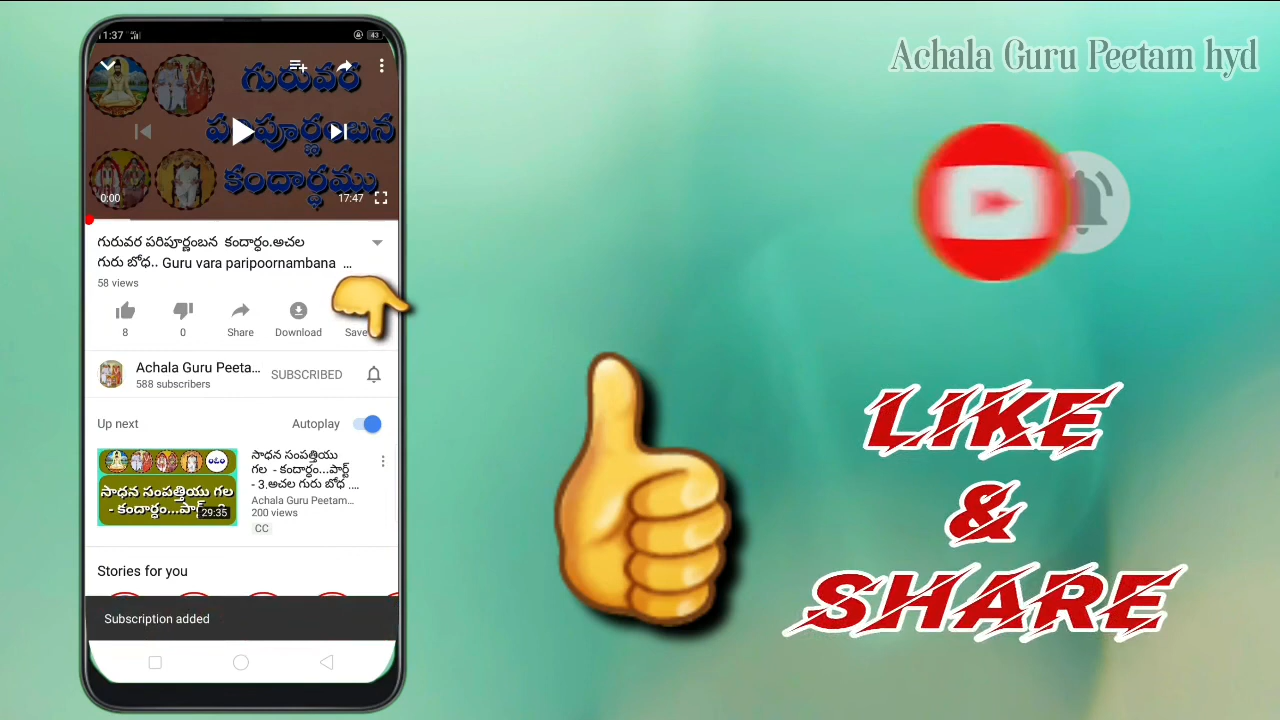 Achala Guru Peetam hyd
11:37
43
గురువర
పరిపూర్ణంబన
కందార్థము
0:00
17:47
గురువర పరిపూర్ణంబన కందార్థం.అచల
గురు బోధ.. Guru vara paripoornambana ...
58 views
8
0
Share
Download
Save
Achala Guru Peeta...
588 subscribers
SUBSCRIBED
Up next
Autoplay
సాధన సంపత్తియు గల
- కందార్థం...పార్ట్
29:35
సాధన సంపత్తియు
గల - కందార్థం...పార్ట్
- 3.అచల గురు బోధ ....
Achala Guru Peetam...
200 views
CC
Stories for you
Subscription added
LIKE
&
SHARE